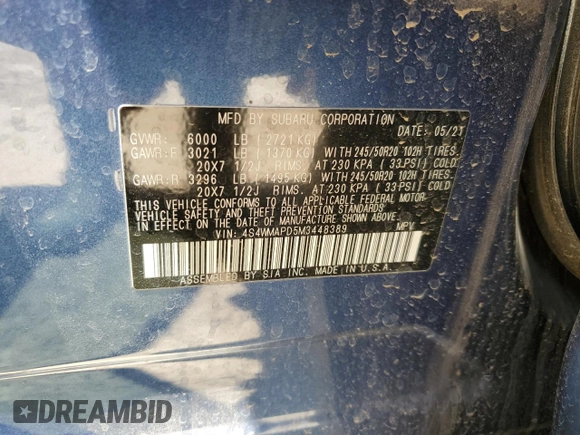 MFD BY SUBARU CORPORATION
DATE: 05/21
GVWR: 6000 LB ( 2721 KG)
GAWR:F 3021 LB ( 1370 KG) WITH 245/50R20 102H TIRES.
20X7 1/2J RIMS. AT 230 KPA ( 33 PSI) COLD
GAWR:R 3296 LB ( 1495 KG) WITH 245/50R20 102H TIRES.
20X7 1/2J RIMS. AT 230 KPA ( 33 PSI) COLD
THIS VEHICLE CONFORMS TO ALL APPLICABLE FEDERAL MOTOR
VEHICLE SAFETY AND THEFT PREVENTION STANDARDS IN EFFECT
ON THE DATE OF MANUFACTURE SHOWN ABOVE.
VEHICLE IDENTIFICATION NUMBER: 4S4WMAPD5M3448389
MPV
ASSEMBLED BY SIA INC. MADE IN U.S.A.
DREAMBID